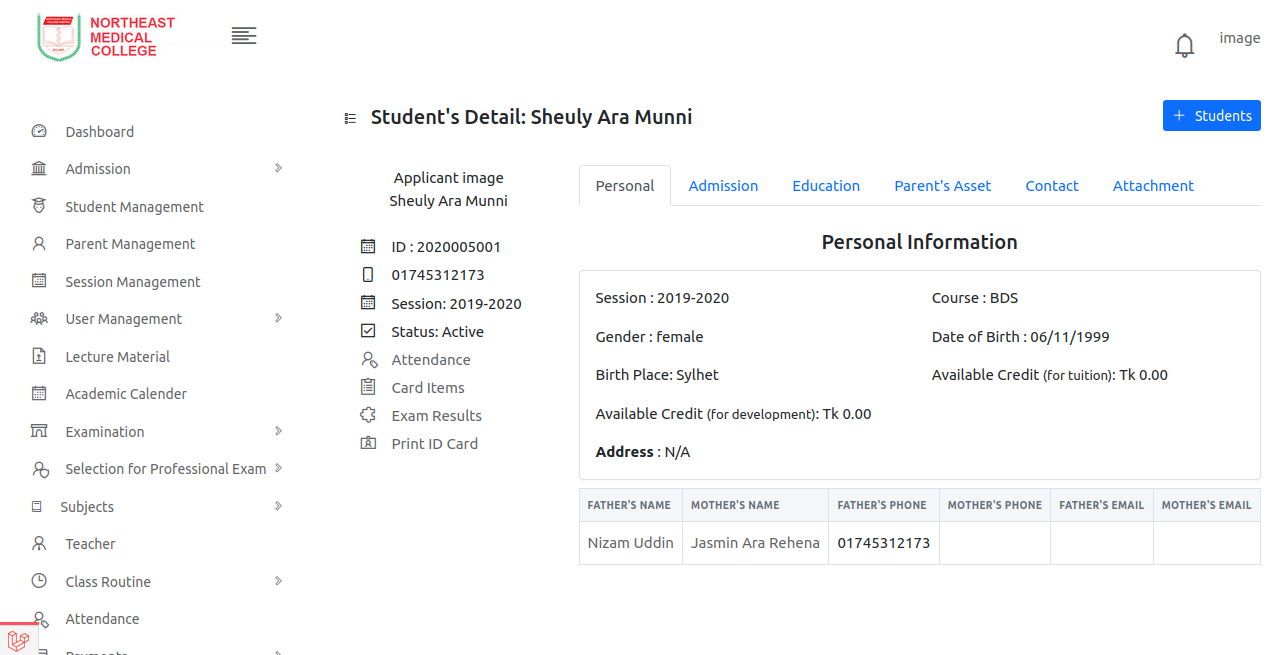 NORTHEAST
MEDICAL
COLLEGE
image
Student's Detail: Sheuly Ara Munni
+ Students
Dashboard
Admission
Student Management
Parent Management
Session Management
User Management
Lecture Material
Academic Calender
Examination
Selection for Professional Exam
Subjects
Teacher
Class Routine
Attendance
Applicant image
Sheuly Ara Munni
ID : 2020005001
01745312173
Session: 2019-2020
Status: Active
Attendance
Card Items
Exam Results
Print ID Card
Personal Admission Education Parent's Asset Contact Attachment
Personal Information
Session : 2019-2020 Course : BDS
Gender : female Date of Birth : 06/11/1999
Birth Place: Sylhet Available Credit (for tuition): Tk 0.00
Available Credit (for development): Tk 0.00
Address : N/A
FATHER'S NAME MOTHER'S NAME FATHER'S PHONE MOTHER'S PHONE FATHER'S EMAIL MOTHER'S EMAIL
Nizam Uddin Jasmin Ara Rehena 01745312173